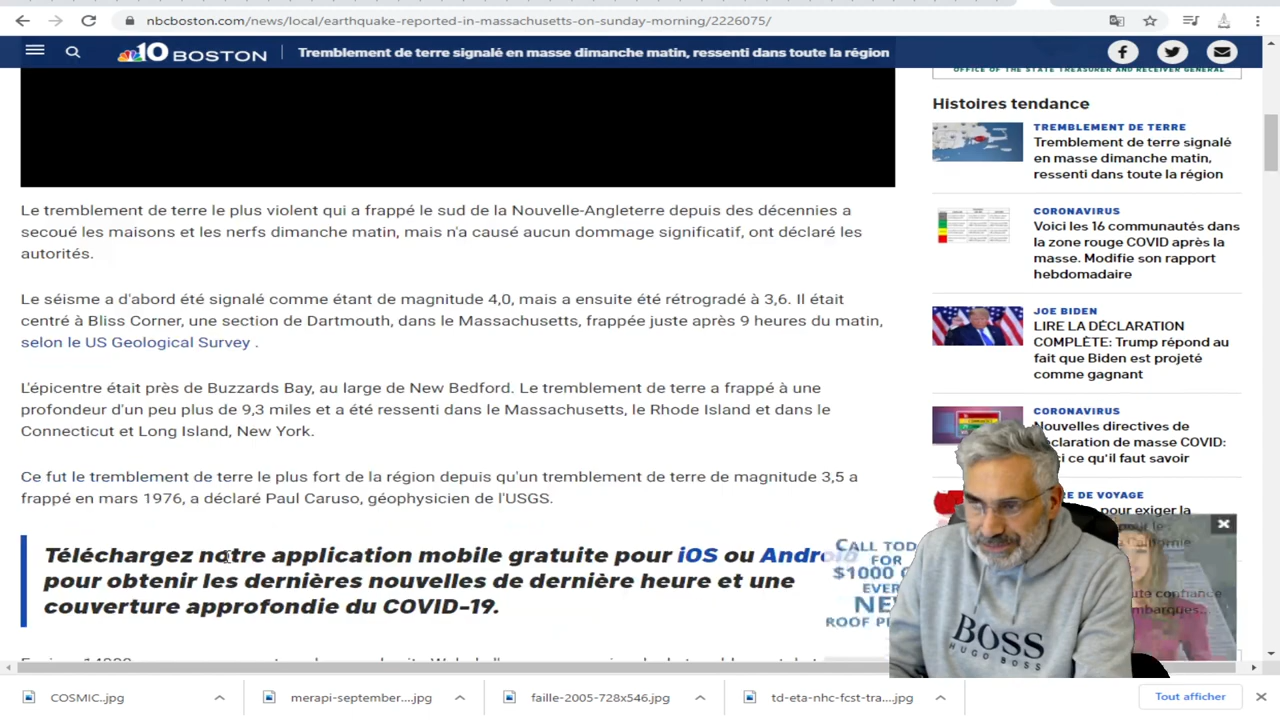 nbcboston.com/news/local/earthquake-reported-in-massachusetts-on-sunday-morning/2226075/
10 BOSTON
Tremblement de terre signalé en masse dimanche matin, ressenti dans toute la région
OFFICE OF THE STATE TREASURER AND RECEIVER GENERAL
Le tremblement de terre le plus violent qui a frappé le sud de la Nouvelle-Angleterre depuis des décennies a
secoué les maisons et les nerfs dimanche matin, mais n'a causé aucun dommage significatif, ont déclaré les
autorités.
Le séisme a d'abord été signalé comme étant de magnitude 4,0, mais a ensuite été rétrogradé à 3,6. Il était
centré à Bliss Corner, une section de Dartmouth, dans le Massachusetts, frappée juste après 9 heures du matin,
selon le US Geological Survey .
L'épicentre était près de Buzzards Bay, au large de New Bedford. Le tremblement de terre a frappé à une
profondeur d'un peu plus de 9,3 miles et a été ressenti dans le Massachusetts, le Rhode Island et dans le
Connecticut et Long Island, New York.
Ce fut le tremblement de terre le plus fort de la région depuis qu'un tremblement de terre de magnitude 3,5 a
frappé en mars 1976, a déclaré Paul Caruso, géophysicien de l'USGS.
Téléchargez notre application mobile gratuite pour iOS ou
pour obtenir les dernières nouvelles de dernière heure et une
couverture approfondie du COVID-19.
Histoires tendance
TREMBLEMENT DE TERRE
Tremblement de terre signalé
en masse dimanche matin,
ressenti dans toute la région
CORONAVIRUS
Voici les 16 communautés dans
la zone rouge COVID après la
masse. Modifie son rapport
hebdomadaire
JOE BIDEN
LIRE LA DÉCLARATION
COMPLÈTE: Trump répond au
fait que Biden est projeté
comme gagnant
CORONAVIRUS
Nouvelles directives de
déclaration de masse COVID:
ce qu'il faut savoir
DE VOYAGE
pour exiger la
CALL
FOR
$1000
NE
ROOF
BOSS
HUGO BOSS
COSMIC.jpg
merapi-september....jpg
faille-2005-728x546.jpg
td-eta-nhc-fcst-tra....jpg
Tout afficher